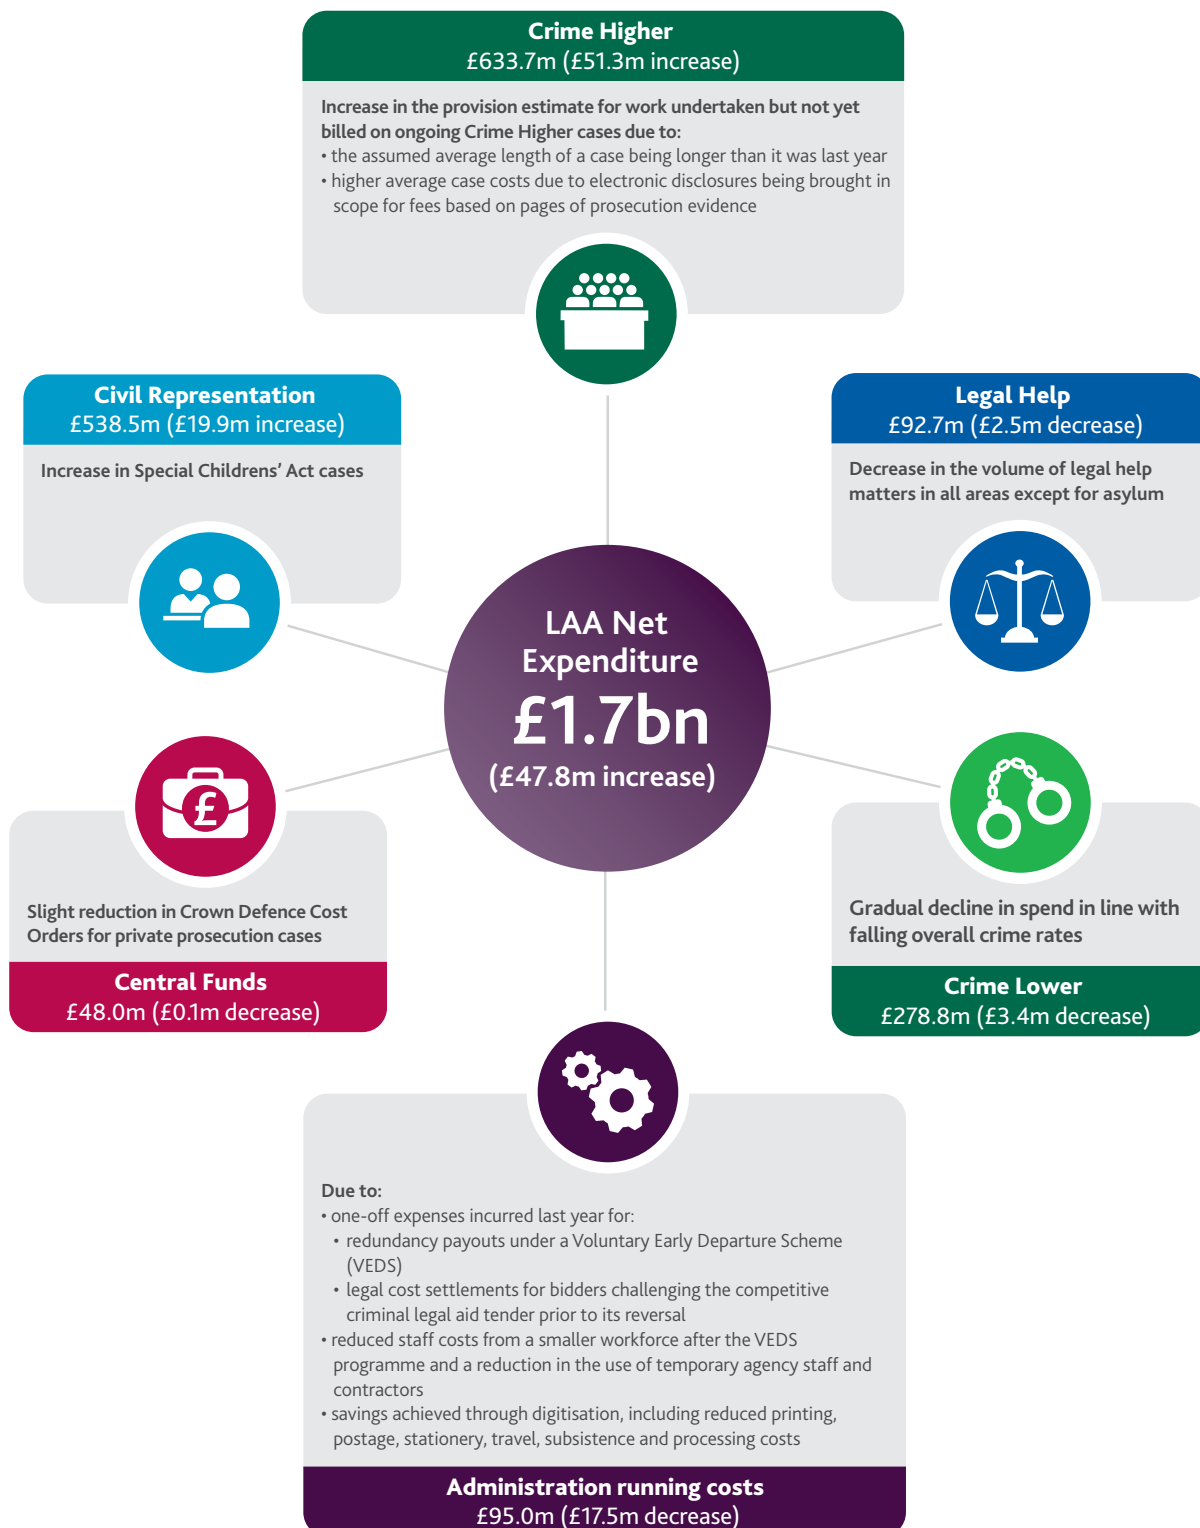 Crime Higher
£633.7m (£51.3m increase)
Increase in the provision estimate for work undertaken but not yet
billed on ongoing Crime Higher cases due to:
• the assumed average length of a case being longer than it was last year
• higher average case costs due to electronic disclosures being brought in
scope for fees based on pages of prosecution evidence
Civil Representation
£538.5m (£19.9m increase)
Increase in Special Childrens’ Act cases
Legal Help
£92.7m (£2.5m decrease)
Decrease in the volume of legal help
matters in all areas except for asylum
LAA Net
Expenditure
£1.7bn
(£47.8m increase)
£
Slight reduction in Crown Defence Cost
Orders for private prosecution cases
Central Funds
£48.0m (£0.1m decrease)
Gradual decline in spend in line with
falling overall crime rates
Crime Lower
£278.8m (£3.4m decrease)
Due to:
• one-off expenses incurred last year for:
• redundancy payouts under a Voluntary Early Departure Scheme
(VEDS)
• legal cost settlements for bidders challenging the competitive
criminal legal aid tender prior to its reversal
• reduced staff costs from a smaller workforce after the VEDS
programme and a reduction in the use of temporary agency staff and
contractors
• savings achieved through digitisation, including reduced printing,
postage, stationery, travel, subsistence and processing costs
Administration running costs
£95.0m (£17.5m decrease)